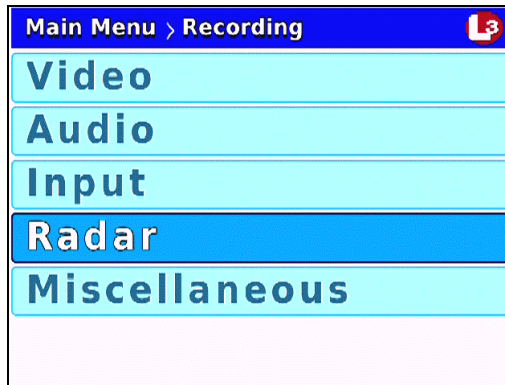 Main Menu > Recording L3
Video
Audio
Input
Radar
Miscellaneous